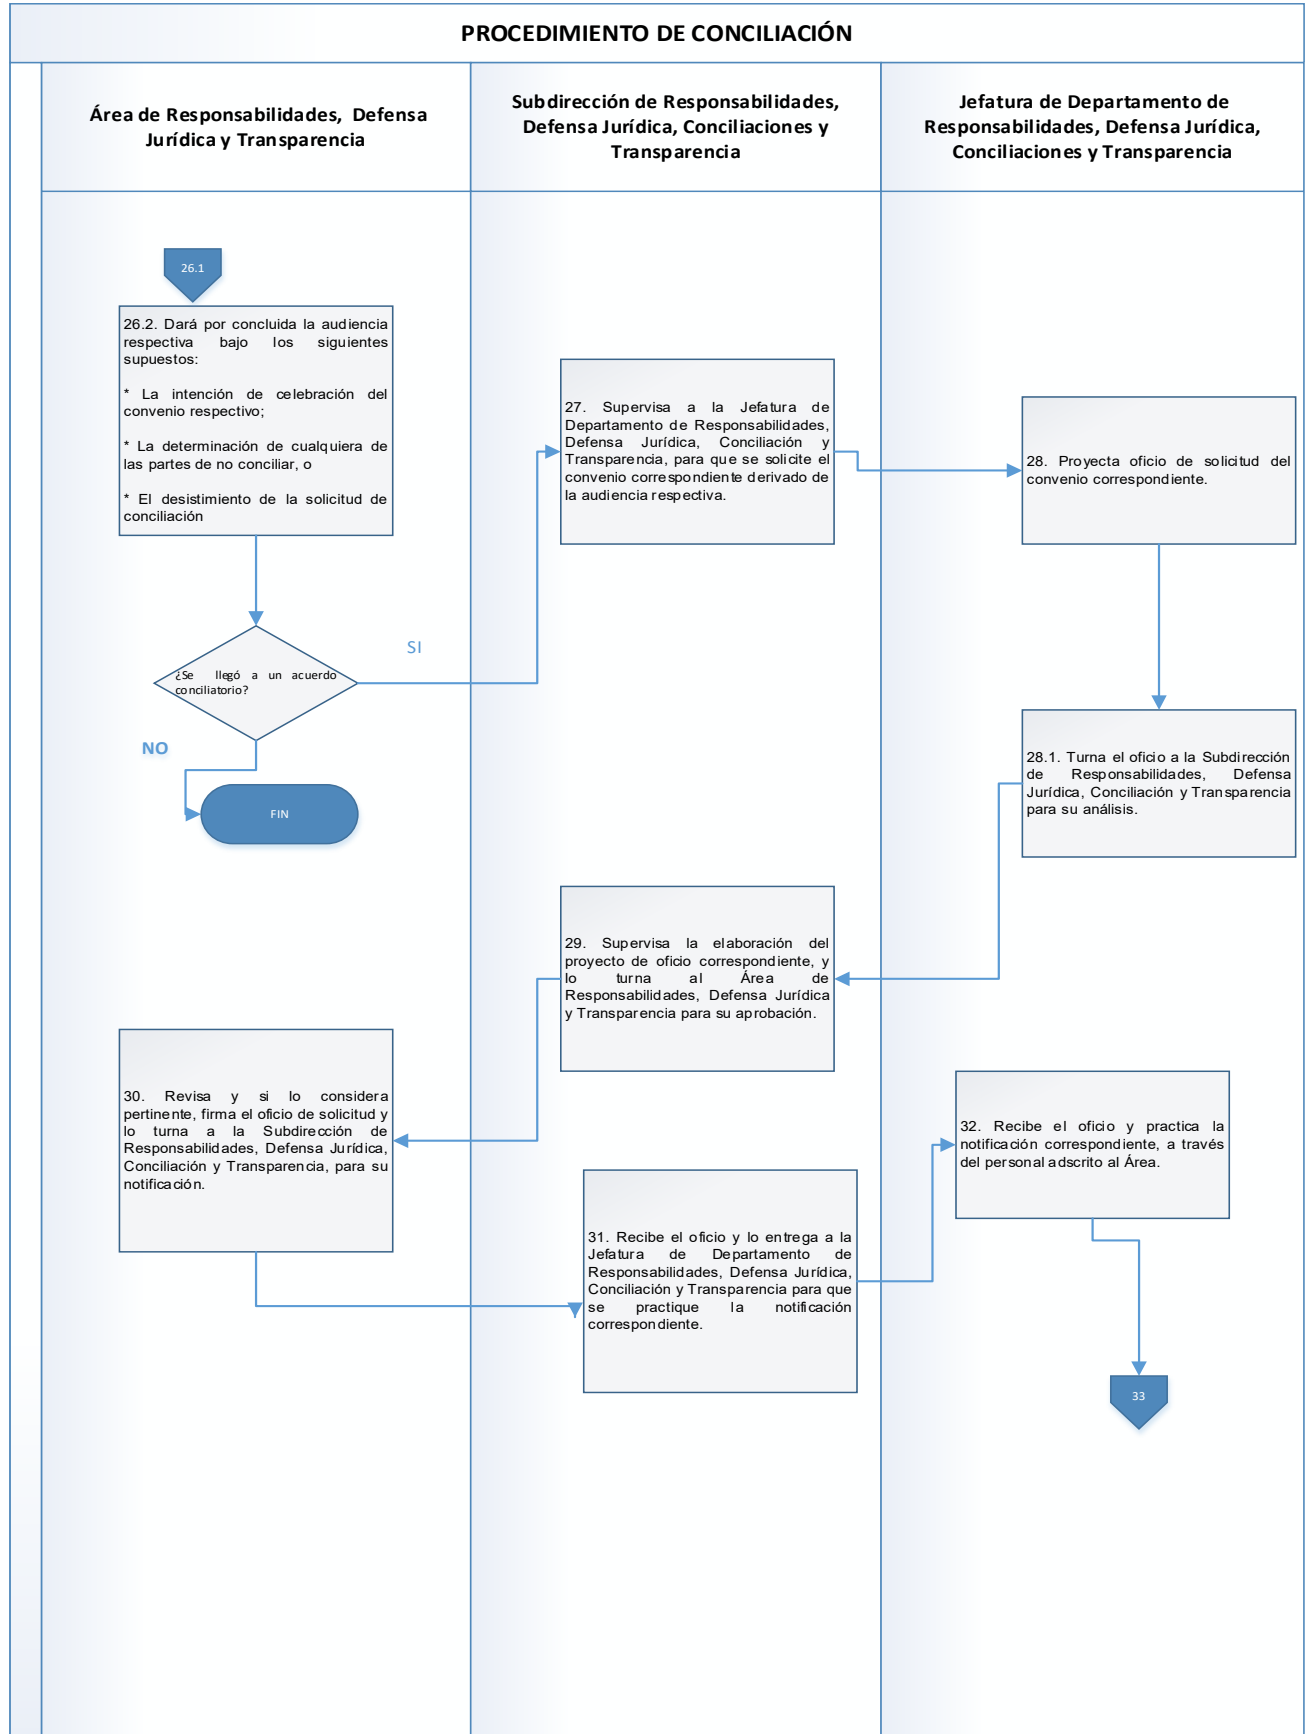 PROCEDIMIENTO DE CONCILIACIÓN
Área de Responsabilidades, Defensa
Jurídica y Transparencia
Subdirección de Responsabilidades,
Defensa Jurídica, Conciliaciones y
Transparencia
Jefatura de Departamento de
Responsabilidades, Defensa Jurídica,
Conciliaciones y Transparencia
26.1
26.2. Dará por concluida la audiencia
respectiva bajo los siguientes
supuestos:
* La intención de celebración del
convenio respectivo;
* La determinación de cualquiera de
las partes de no conciliar, o
* El desistimiento de la solicitud de
conciliación
¿Se llegó a un acuerdo
conciliatorio?
SI
NO
FIN
27. Supervisa a la Jefatura de
Departamento de Responsabilidades,
Defensa Jurídica, Conciliación y
Transparencia, para que se solicite el
convenio correspondiente derivado de
la audiencia respectiva.
28. Proyecta oficio de solicitud del
convenio correspondiente.
28.1. Turna el oficio a la Subdirección
de Responsabilidades, Defensa
Jurídica, Conciliación y Transparencia
para su análisis.
29. Supervisa la elaboración del
proyecto de oficio correspondiente, y
lo turna al Área de
Responsabilidades, Defensa Jurídica
y Transparencia para su aprobación.
30. Revisa y si lo considera
pertinente, firma el oficio de solicitud y
lo turna a la Subdirección de
Responsabilidades, Defensa Jurídica,
Conciliación y Transparencia, para su
notificación.
31. Recibe el oficio y lo entrega a la
Jefatura de Departamento de
Responsabilidades, Defensa Jurídica,
Conciliación y Transparencia para que
se practique la notificación
correspondiente.
32. Recibe el oficio y practica la
notificación correspondiente, a través
del personal adscrito al Área.
33